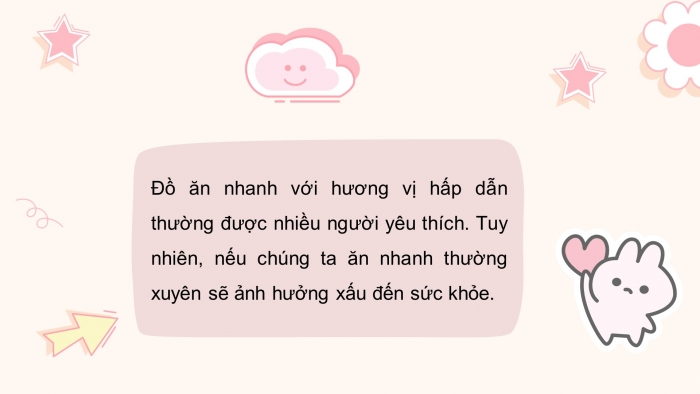 Đồ ăn nhanh với hương vị hấp dẫn
thường được nhiều người yêu thích. Tuy
nhiên, nếu chúng ta ăn nhanh thường
xuyên sẽ ảnh hưởng xấu đến sức khỏe.